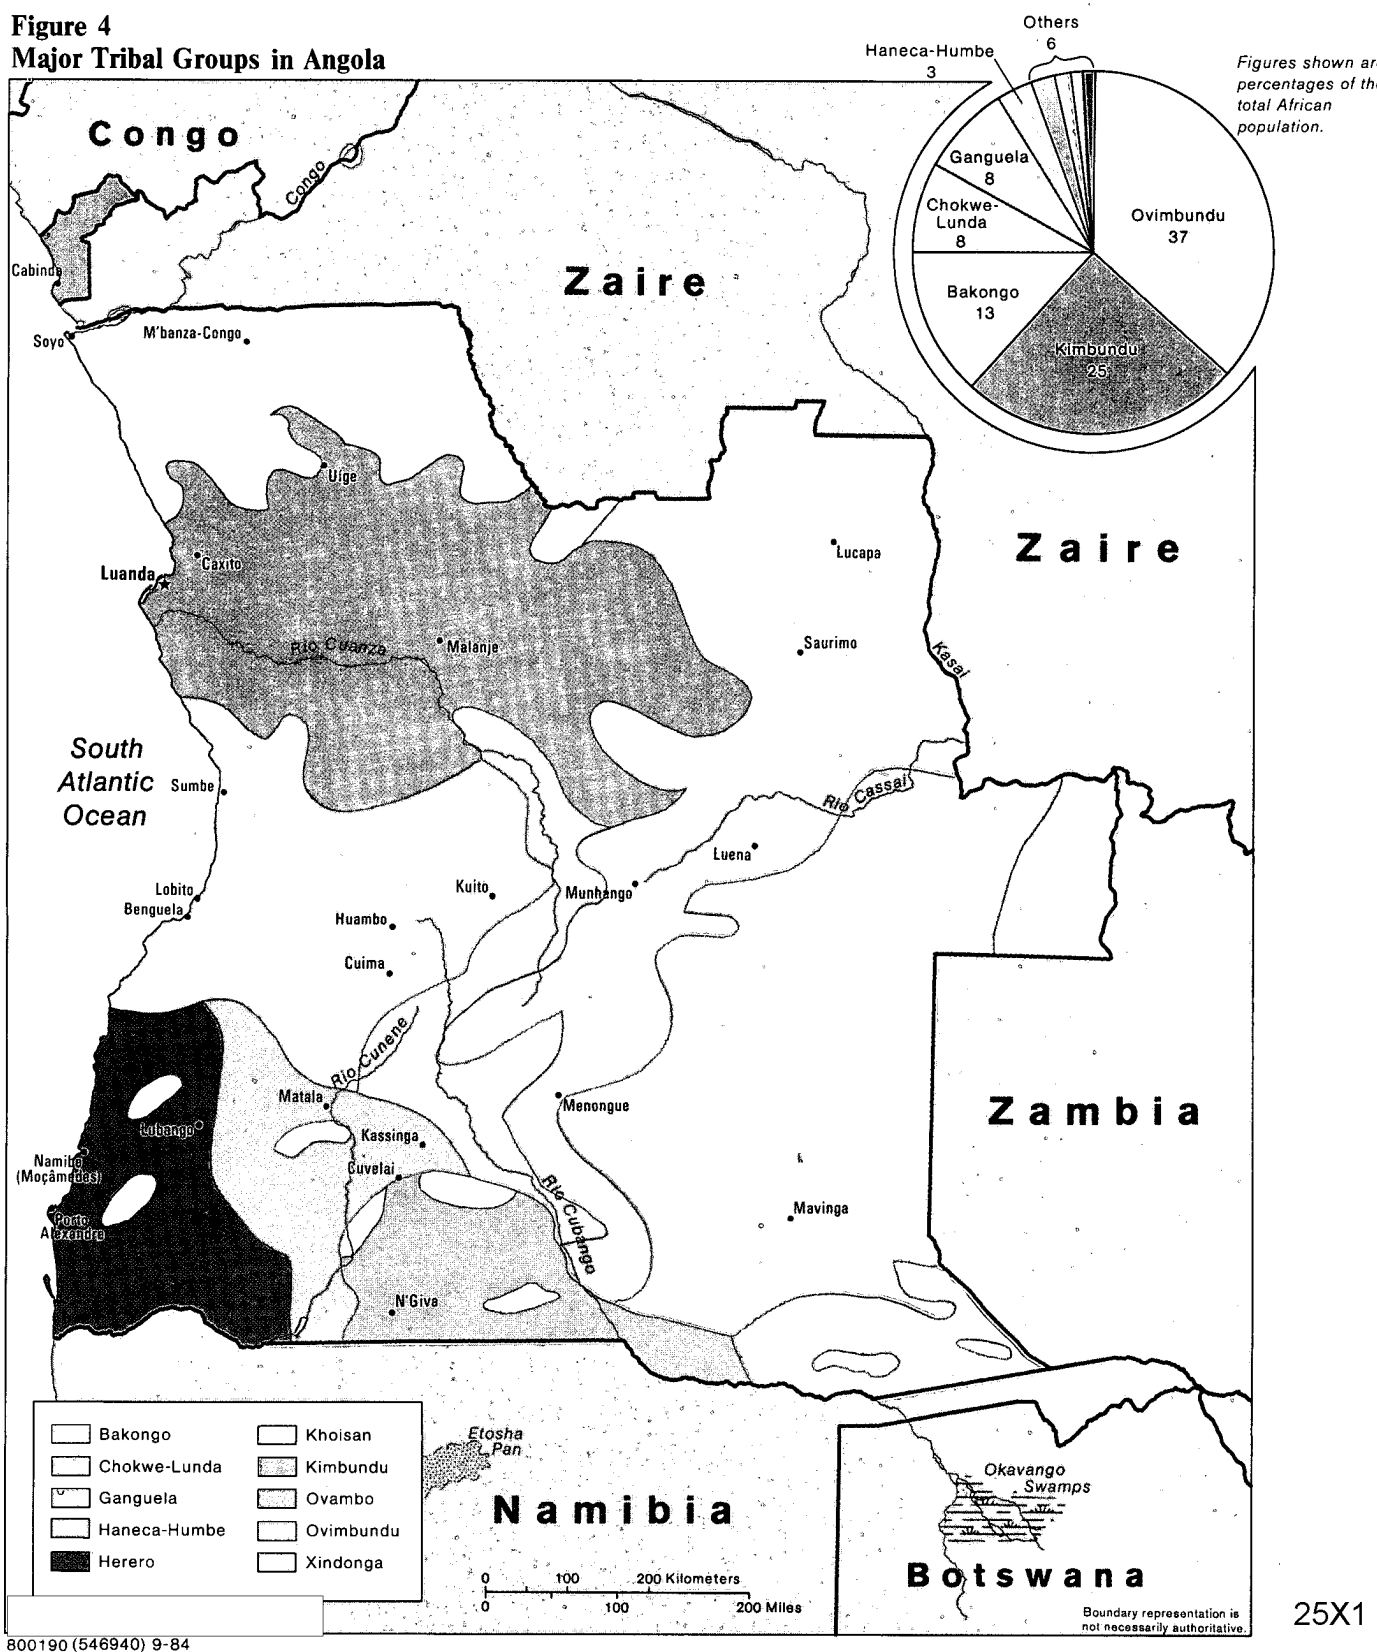 Figure 4
Major Tribal Groups in Angola
Others
6
Haneca-Humbe
3
Figures shown are
percentages of the
total African
population.
Ganguela
8
Chokwe-
Lunda
8
Bakongo
13
Kimbundu
25
Ovimbundu
37
Congo
Congo
Zaire
Cabinda
Soyo
M'banza-Congo
Uíge
Caxito
Luanda
Lucapa
Zaire
Rio Cuanza
Malanje
Saurimo
Kasai
South
Atlantic
Ocean
Sumbe
Rio Cassai
Luena
Lobito
Benguela
Kuito
Munhango
Huambo
Cuima
Rio Cunene
Matala
Menongue
Zambia
Lubango
Kassinga
Namibe
(Moçâmedes)
Cuvelai
Rio Cubango
Mavinga
Porto
Alexandre
N'Giva
Bakongo
Chokwe-Lunda
Ganguela
Haneca-Humbe
Herero
Khoisan
Kimbundu
Ovambo
Ovimbundu
Xindonga
Etosha
Pan
Namibia
Okavango
Swamps
Botswana
0 100 200 Kilometers
0 100 200 Miles
Boundary representation is
not necessarily authoritative.
25X1
800190 (546940) 9-84